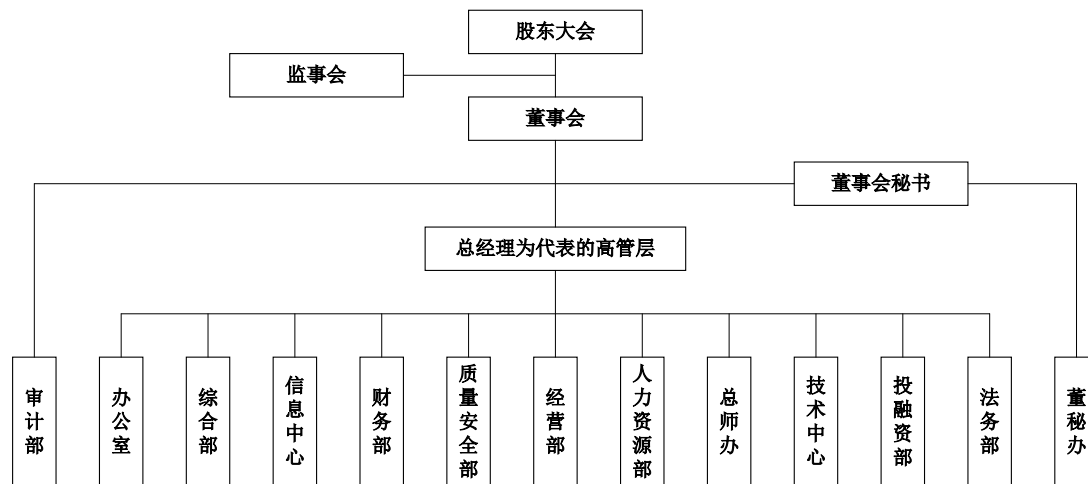 股东大会
监事会
董事会
董事会秘书
总经理为代表的高管层
审计部
办公室
综合部
信息中心
财务部
质量安全部
经营部
人力资源部
总师办
技术中心
投融资部
法务部
董秘办